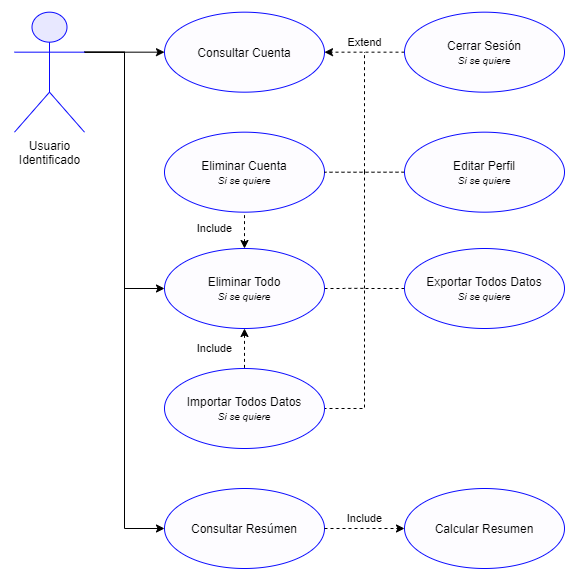 Consultar Cuenta
Extend
Cerrar Sesión
Si se quiere
Usuario
Identificado
Eliminar Cuenta
Si se quiere
Editar Perfil
Si se quiere
Include
Eliminar Todo
Si se quiere
Exportar Todos Datos
Si se quiere
Include
Importar Todos Datos
Si se quiere
Consultar Resúmen
Include
Calcular Resumen